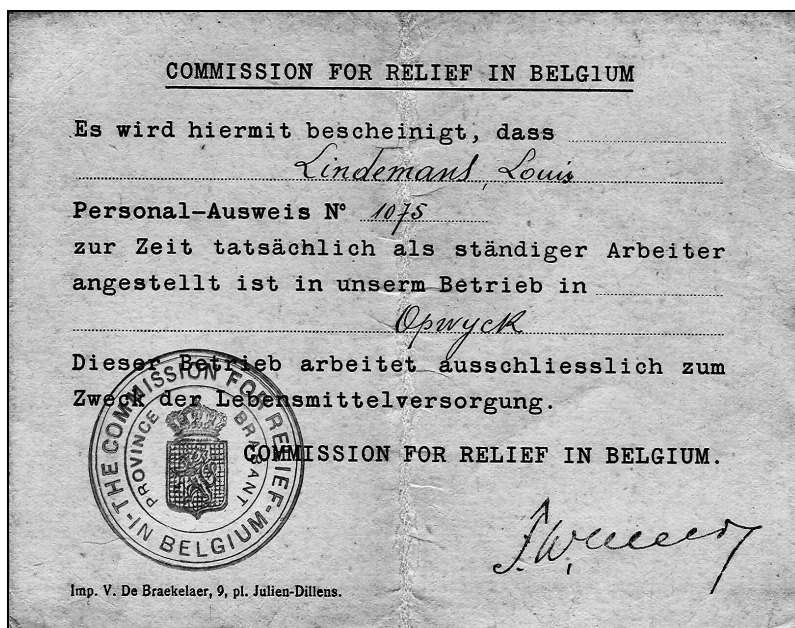 COMMISSION FOR RELIEF IN BELG1UM
Es wird hiermit bescheinigt, dass
Lindemans, Louis
Personal-Ausweis N° 1075
zur Zeit tatsächlich als ständiger Arbeiter
angestellt ist in unserm Betrieb in
Opwyck
Dieser Betrieb arbeitet ausschliesslich zum
Zweck der Lebensmittelversorgung.
COMMISSION FOR RELIEF IN BELGIUM.
THE COMMISSION FOR RELIEF
IN BELGIUM
PROVINCE BRABANT
Imp. V. De Braekelaer, 9, pl. Julien-Dillens.